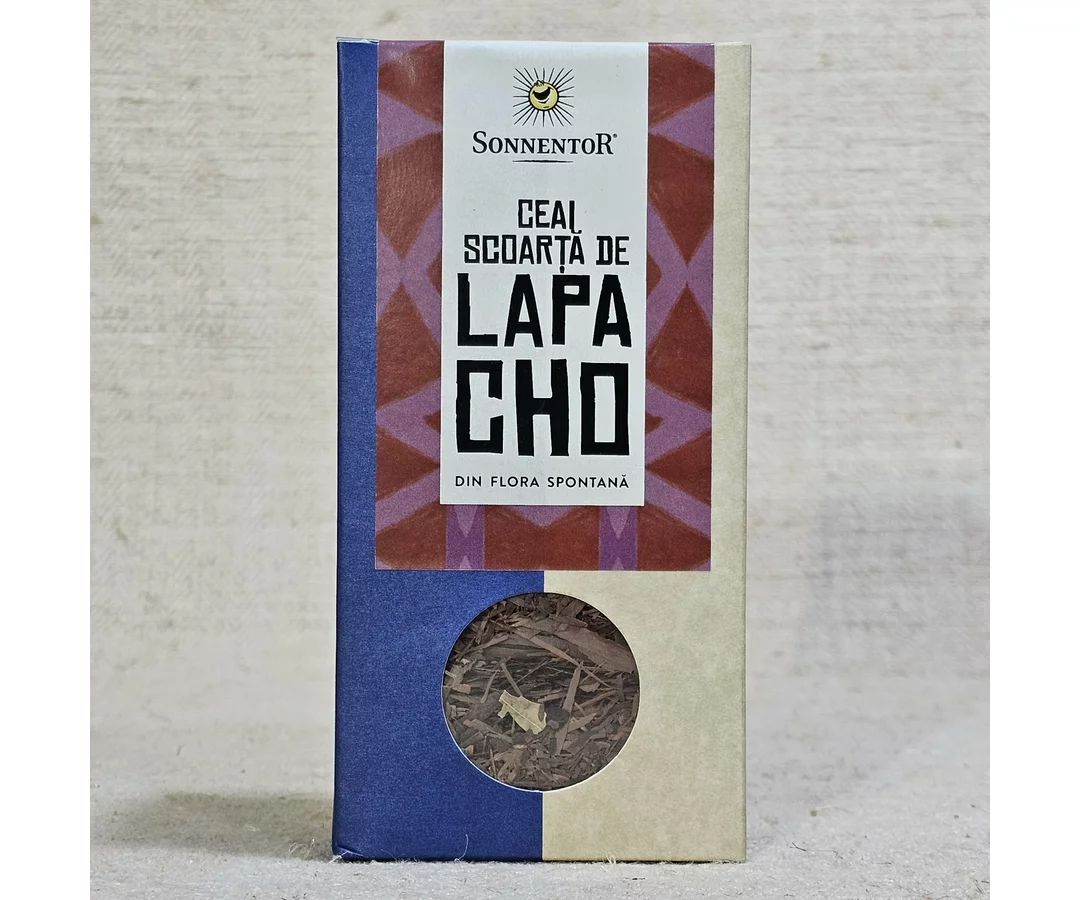 SONNENTOR®
CEAI
SCOARȚĂ DE
LAPA
CHO
DIN FLORA SPONTANĂ